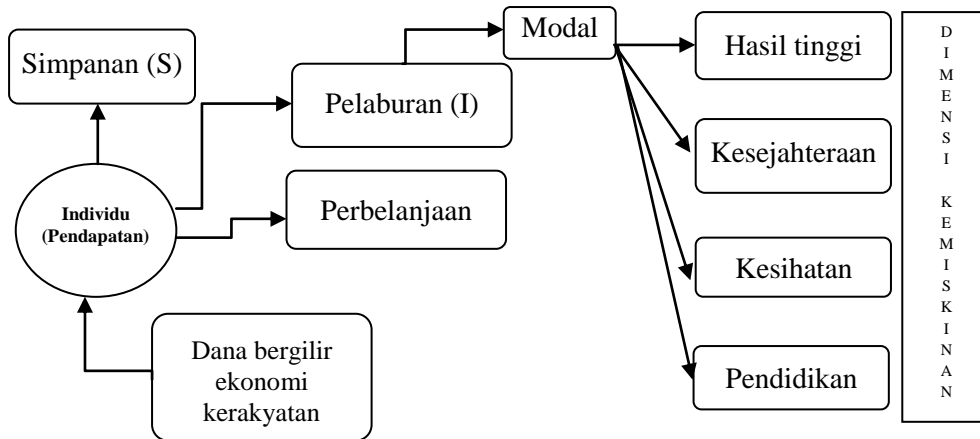 Simpanan (S)
Individu
(Pendapatan)
Dana bergilir
ekonomi
kerakyatan
Pelaburan (I)
Perbelanjaan
Modal
Hasil tinggi
Kesejahteraan
Kesihatan
Pendidikan
D
I
M
E
N
S
I
K
E
M
I
S
K
I
N
A
N